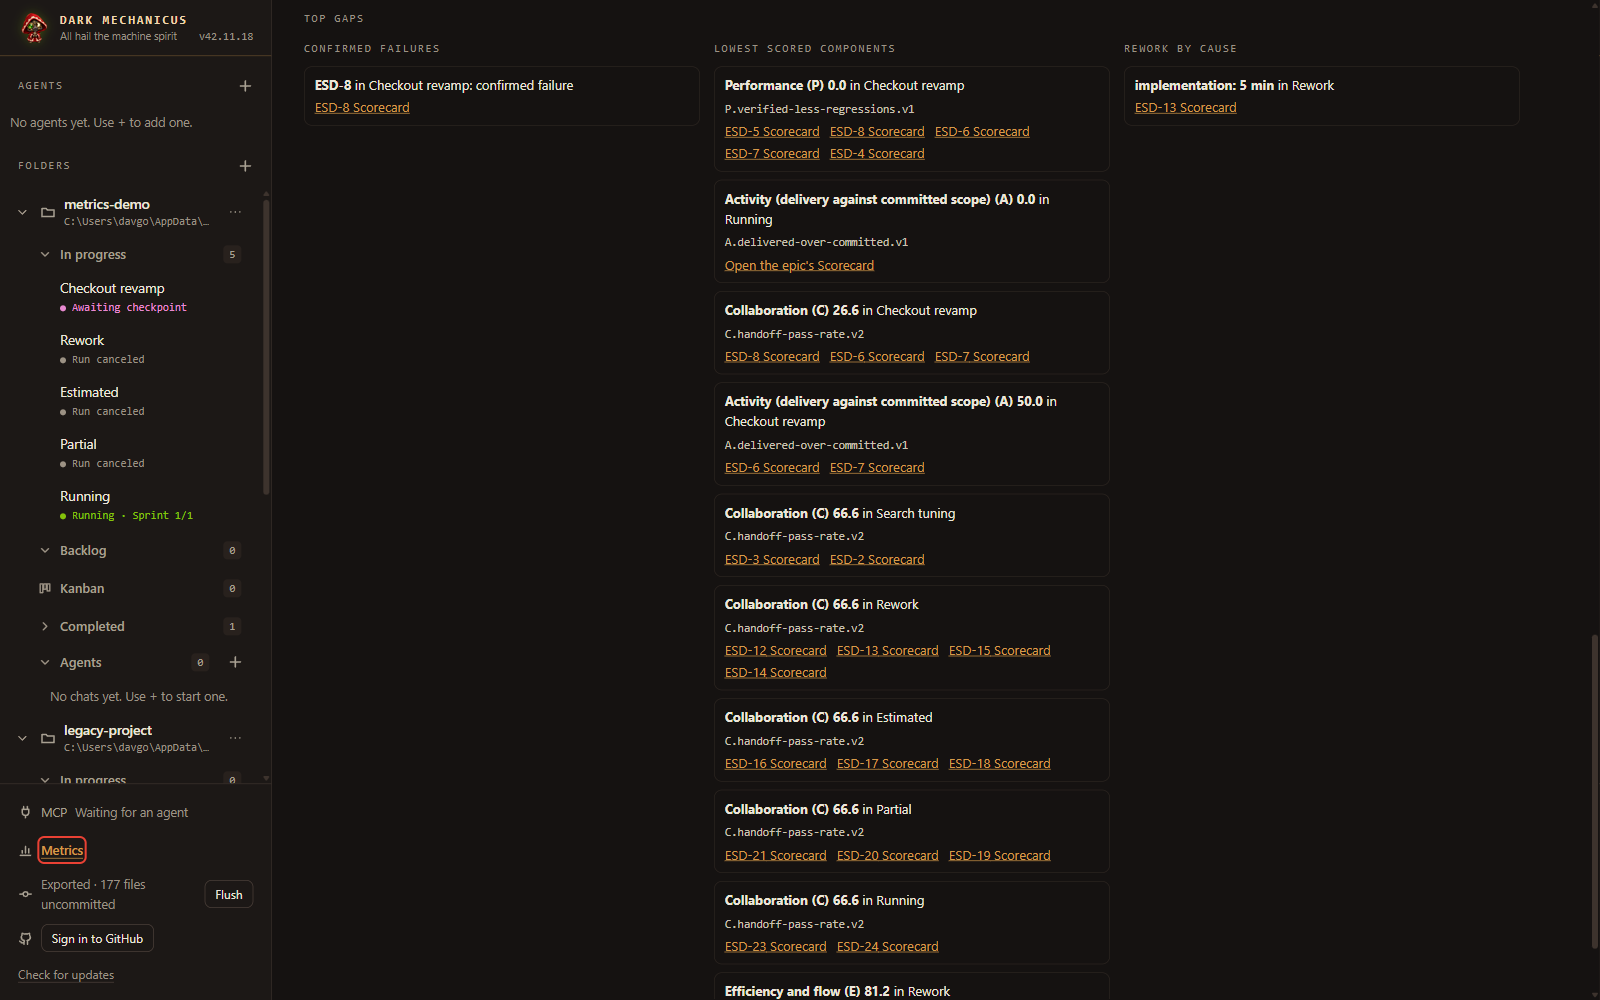 DARK MECHANICUS
All hail the machine spirit v42.11.18
AGENTS
No agents yet. Use + to add one.
FOLDERS
metrics-demo
C:\Users\davgo\AppData\…
In progress 5
Checkout revamp
Awaiting checkpoint
Rework
Run canceled
Estimated
Run canceled
Partial
Run canceled
Running
Running · Sprint 1/1
Backlog 0
Kanban 0
Completed 1
Agents 0
No chats yet. Use + to start one.
legacy-project
C:\Users\davgo\AppData\…
In progress 0
MCP Waiting for an agent
Metrics
Exported · 177 files
uncommitted
Flush
Sign in to GitHub
Check for updates
TOP GAPS
CONFIRMED FAILURES
ESD-8 in Checkout revamp: confirmed failure
ESD-8 Scorecard
LOWEST SCORED COMPONENTS
Performance (P) 0.0 in Checkout revamp
P.verified-less-regressions.v1
ESD-5 Scorecard ESD-8 Scorecard ESD-6 Scorecard
ESD-7 Scorecard ESD-4 Scorecard
Activity (delivery against committed scope) (A) 0.0 in
Running
A.delivered-over-committed.v1
Open the epic's Scorecard
Collaboration (C) 26.6 in Checkout revamp
C.handoff-pass-rate.v2
ESD-8 Scorecard ESD-6 Scorecard ESD-7 Scorecard
Activity (delivery against committed scope) (A) 50.0 in
Checkout revamp
A.delivered-over-committed.v1
ESD-6 Scorecard ESD-7 Scorecard
Collaboration (C) 66.6 in Search tuning
C.handoff-pass-rate.v2
ESD-3 Scorecard ESD-2 Scorecard
Collaboration (C) 66.6 in Rework
C.handoff-pass-rate.v2
ESD-12 Scorecard ESD-13 Scorecard ESD-15 Scorecard
ESD-14 Scorecard
Collaboration (C) 66.6 in Estimated
C.handoff-pass-rate.v2
ESD-16 Scorecard ESD-17 Scorecard ESD-18 Scorecard
Collaboration (C) 66.6 in Partial
C.handoff-pass-rate.v2
ESD-21 Scorecard ESD-20 Scorecard ESD-19 Scorecard
Collaboration (C) 66.6 in Running
C.handoff-pass-rate.v2
ESD-23 Scorecard ESD-24 Scorecard
Efficiency and flow (E) 81.2 in Rework
REWORK BY CAUSE
implementation: 5 min in Rework
ESD-13 Scorecard